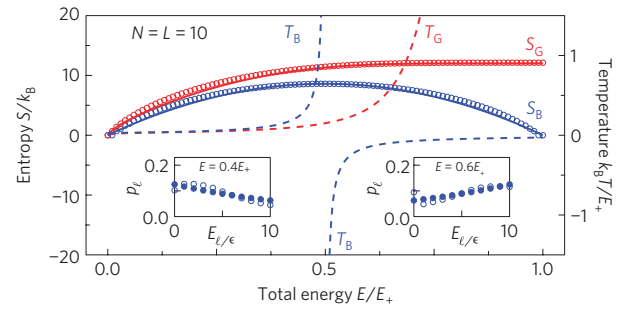 N = L = 10
T_B
T_G
S_G
S_B
T_B
Entropy S/k_B
20
10
0
−10
−20
Temperature k_BT/E_+
1
0
−1
E = 0.4E_+
p_ℓ
0.2
0.0
0
10
E_ℓ/ϵ
E = 0.6E_+
p_ℓ
0.2
0.0
0
10
E_ℓ/ϵ
0.0
0.5
1.0
Total energy E/E_+